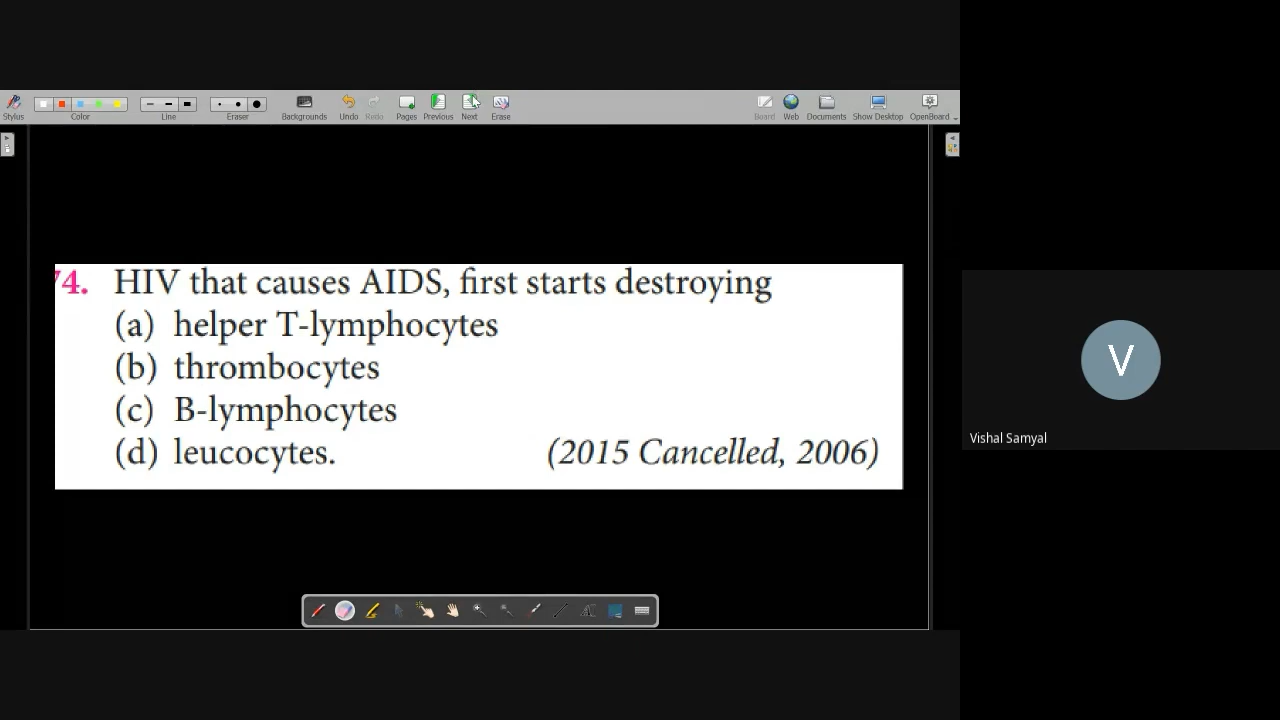 Stylus
Color
Line
Eraser
Backgrounds
Undo
Redo
Pages
Previous
Next
Erase
Board
Web
Documents
Show Desktop
OpenBoard
74. HIV that causes AIDS, first starts destroying
(a) helper T-lymphocytes
(b) thrombocytes
(c) B-lymphocytes
(d) leucocytes. (2015 Cancelled, 2006)
V
Vishal Samyal